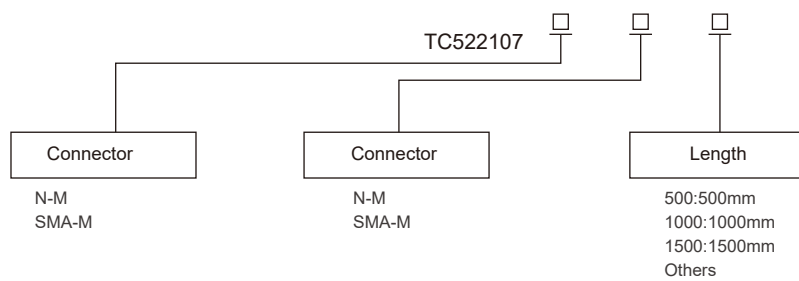 TC522107 □ □ □
Connector
N-M
SMA-M
Connector
N-M
SMA-M
Length
500:500mm
1000:1000mm
1500:1500mm
Others